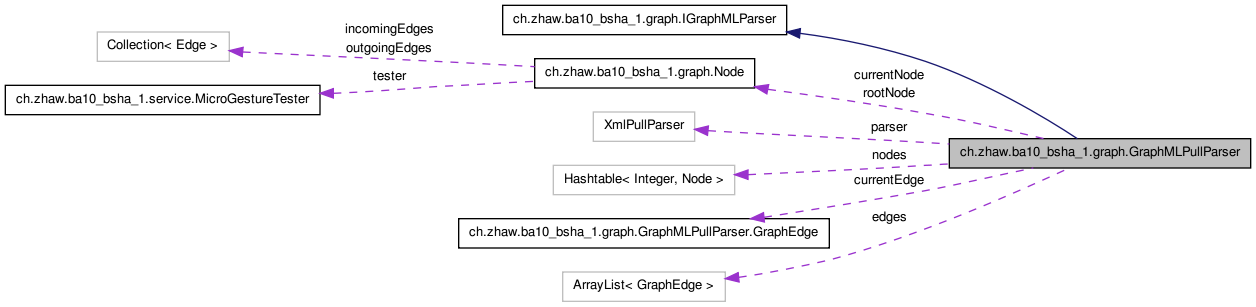 ch.zhaw.ba10_bsha_1.graph.IGraphMLParser
incomingEdges
outgoingEdges
Collection< Edge >
tester
ch.zhaw.ba10_bsha_1.graph.Node
ch.zhaw.ba10_bsha_1.service.MicroGestureTester
currentNode
rootNode
XmlPullParser
parser
ch.zhaw.ba10_bsha_1.graph.GraphMLPullParser
nodes
Hashtable< Integer, Node >
currentEdge
edges
ch.zhaw.ba10_bsha_1.graph.GraphMLPullParser.GraphEdge
ArrayList< GraphEdge >